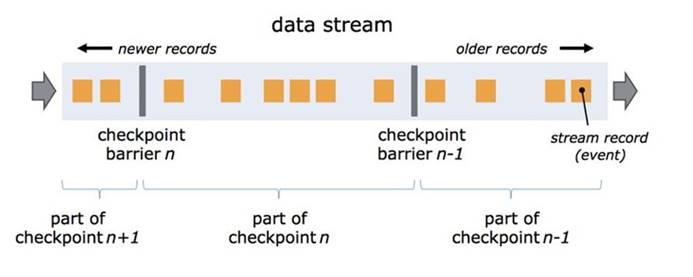 data stream
newer records
older records
checkpoint
barrier n
checkpoint
barrier n-1
stream record
(event)
part of
checkpoint n+1
part of
checkpoint n
part of
checkpoint n-1